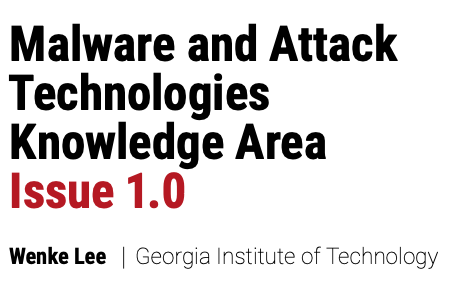 Malware and Attack
Technologies
Knowledge Area
Issue 1.0
Wenke Lee | Georgia Institute of Technology